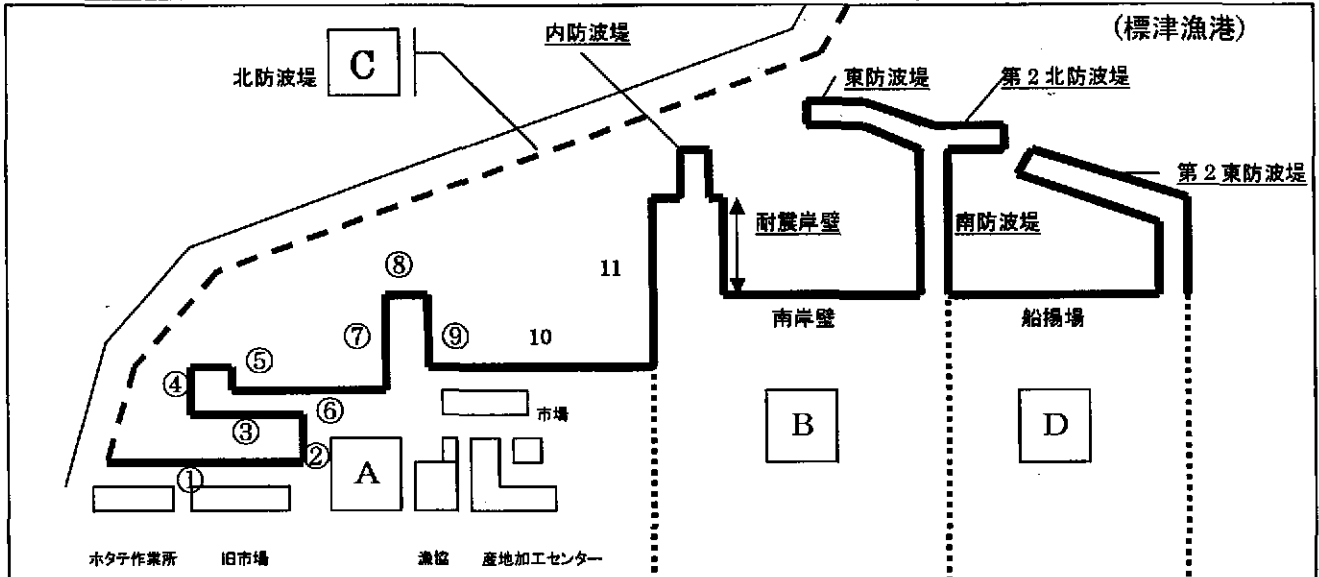 (標津漁港)
内防波堤
北防波堤
C
東防波堤
第2北防波堤
第2東防波堤
耐震岸壁
南防波堤
⑧
11
⑦
⑨
10
南岸壁
船揚場
⑤
④
⑥
市場
③
②
①
A
B
D
ホタテ作業所
旧市場
漁協
産地加工センター